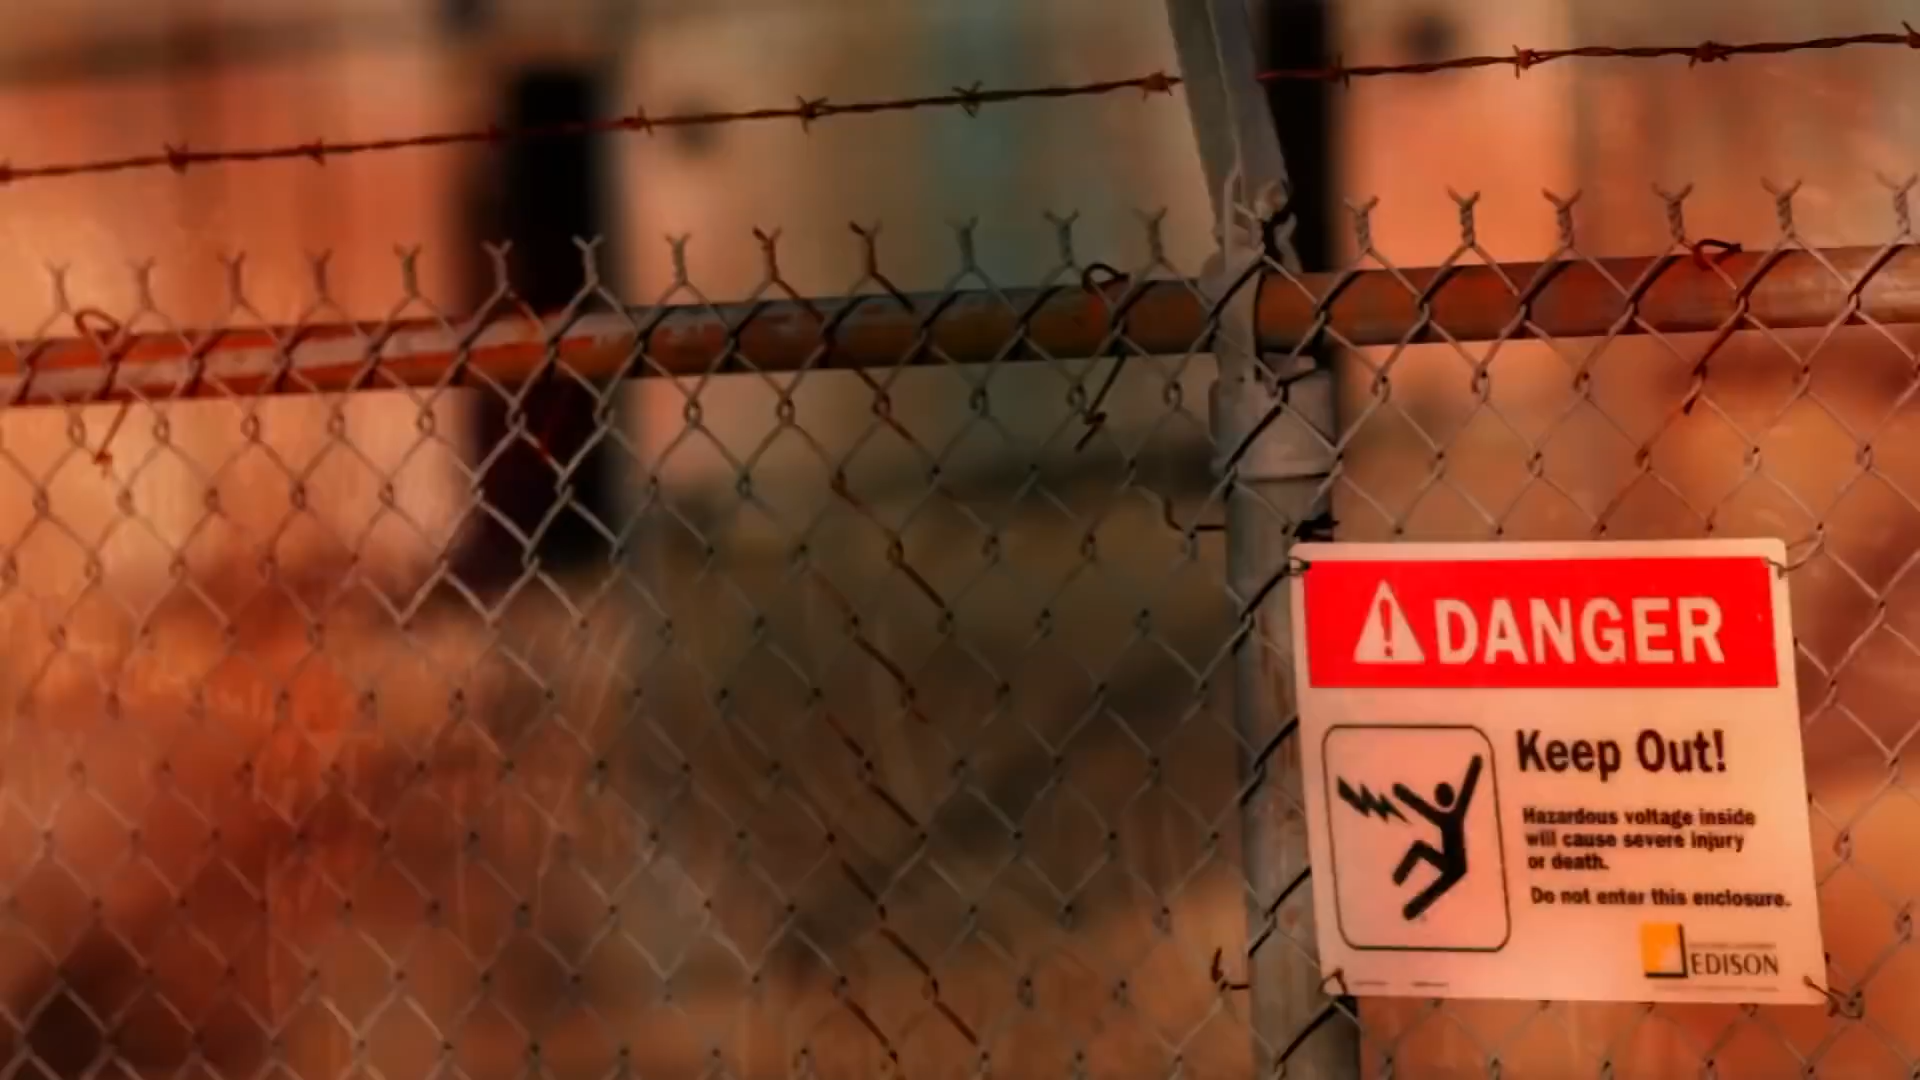 DANGER
Keep Out!
Hazardous voltage inside
will cause severe injury
or death.
Do not enter this enclosure.
EDISON